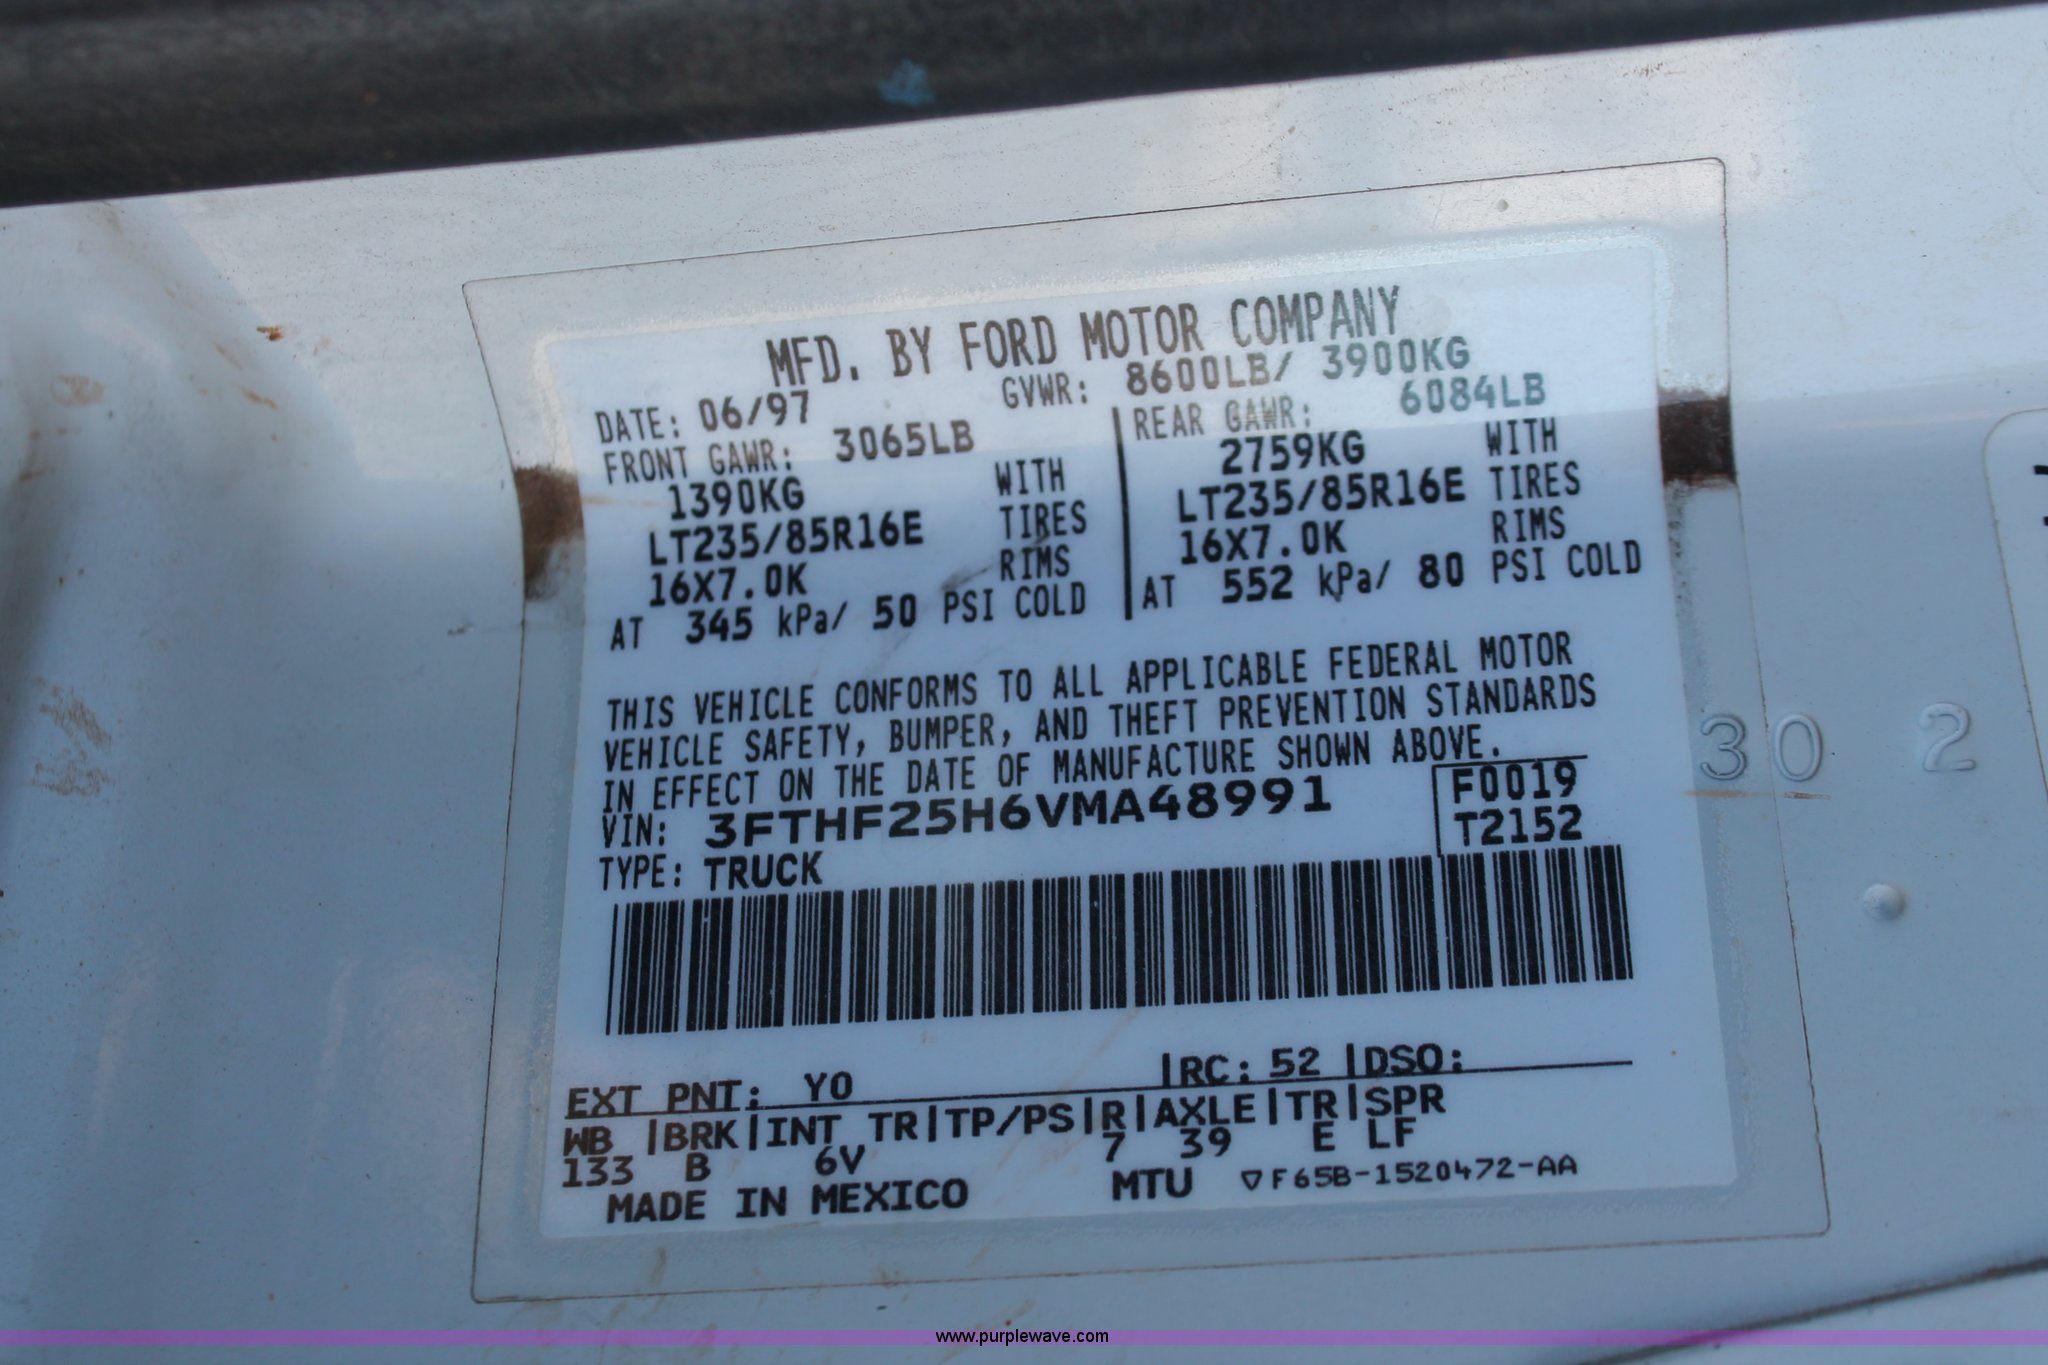 MFD. BY FORD MOTOR COMPANY
DATE: 06/97 GVWR: 8600LB/ 3900KG
FRONT GAWR: 3065LB
1390KG WITH
LT235/85R16E TIRES
16X7.0K RIMS
AT 345 kPa/ 50 PSI COLD
REAR GAWR: 6084LB
2759KG WITH
LT235/85R16E TIRES
16X7.0K RIMS
AT 552 kPa/ 80 PSI COLD
THIS VEHICLE CONFORMS TO ALL APPLICABLE FEDERAL MOTOR
VEHICLE SAFETY, BUMPER, AND THEFT PREVENTION STANDARDS
IN EFFECT ON THE DATE OF MANUFACTURE SHOWN ABOVE.
VIN: 3FTHF25H6VMA48991 F0019
TYPE: TRUCK T2152
EXT PNT: Y0 |RC: 52 |DSO:
WB |BRK|INT TR|TP/PS|R|AXLE|TR|SPR
133 B 6V 7 39 E LF
MADE IN MEXICO MTU ▽F65B-1520472-AA
30 2
www.purplewave.com